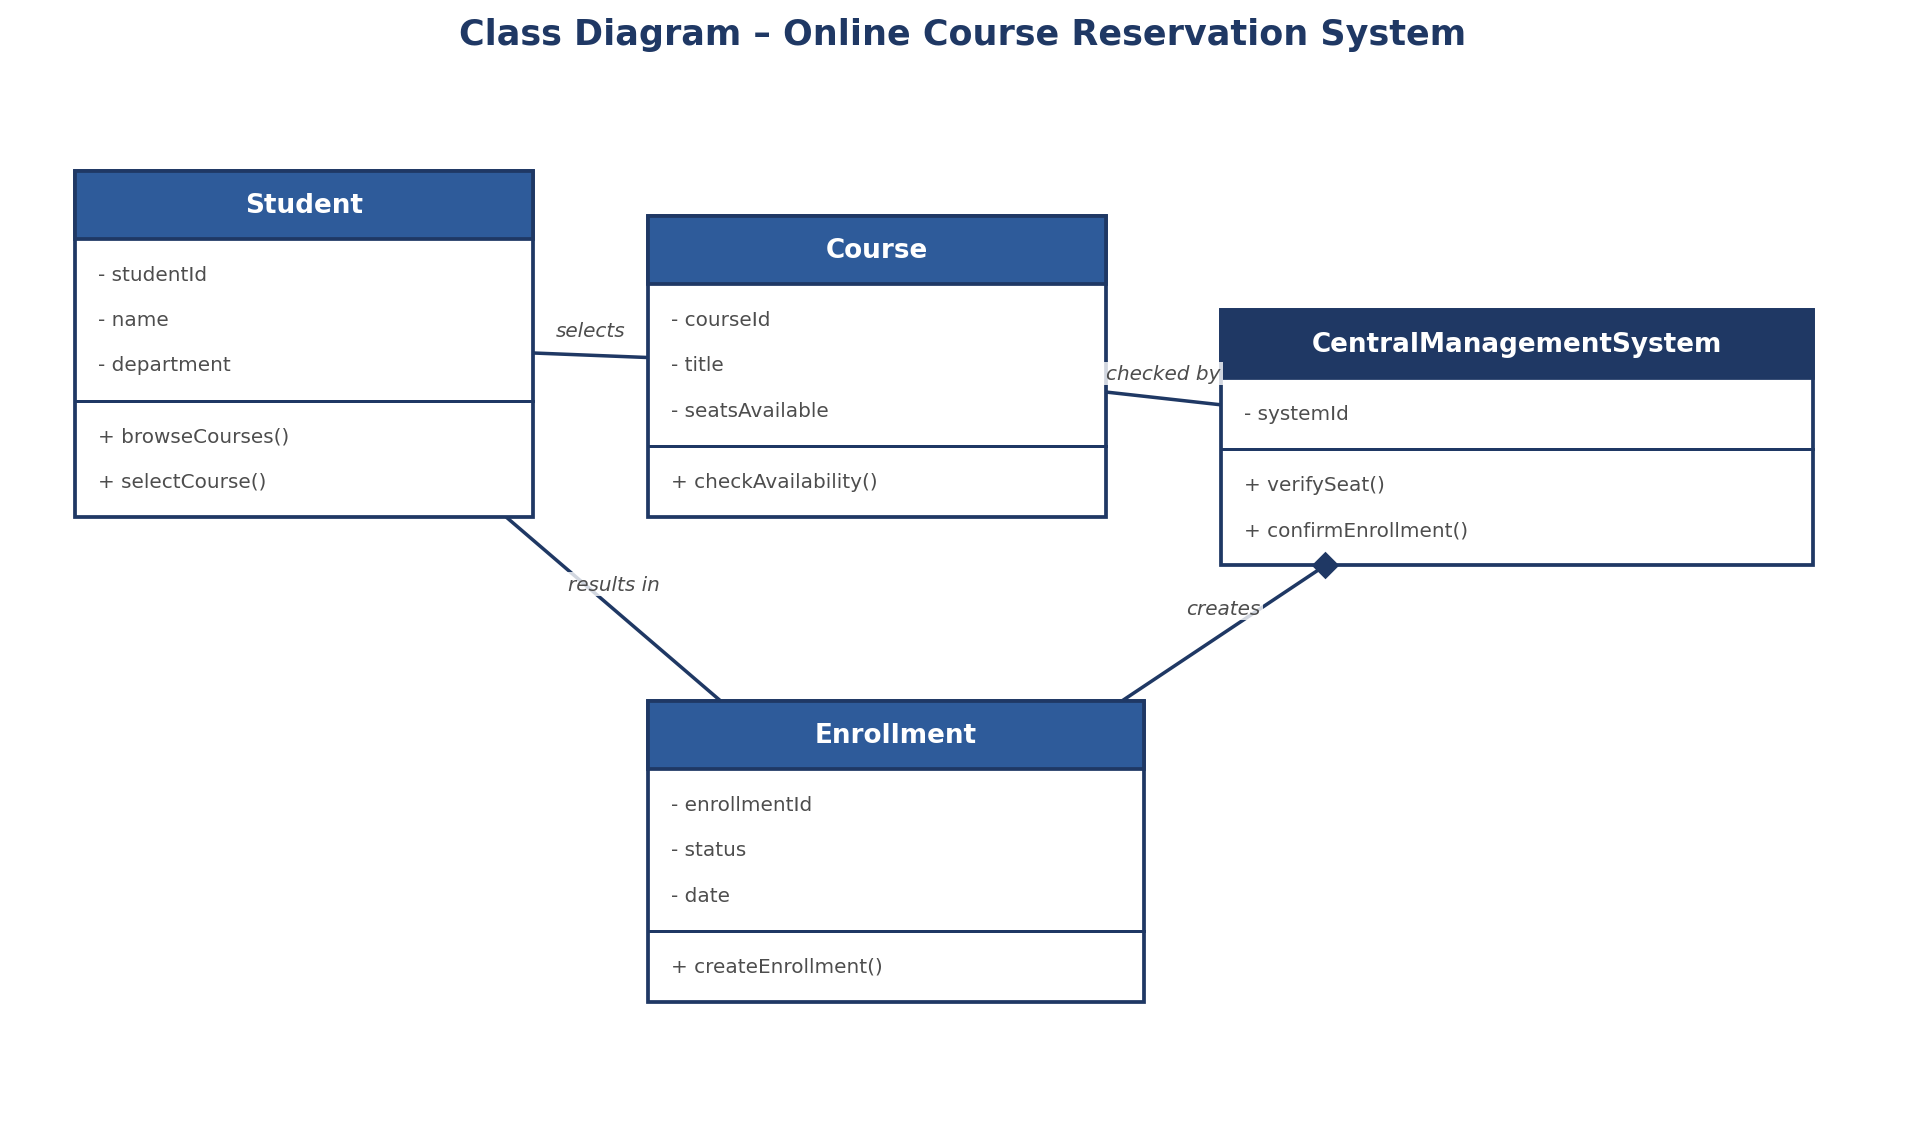 Class Diagram – Online Course Reservation System
Student
- studentId
- name
- department
+ browseCourses()
+ selectCourse()
selects
Course
- courseId
- title
- seatsAvailable
+ checkAvailability()
checked by
CentralManagementSystem
- systemId
+ verifySeat()
+ confirmEnrollment()
results in
creates
Enrollment
- enrollmentId
- status
- date
+ createEnrollment()